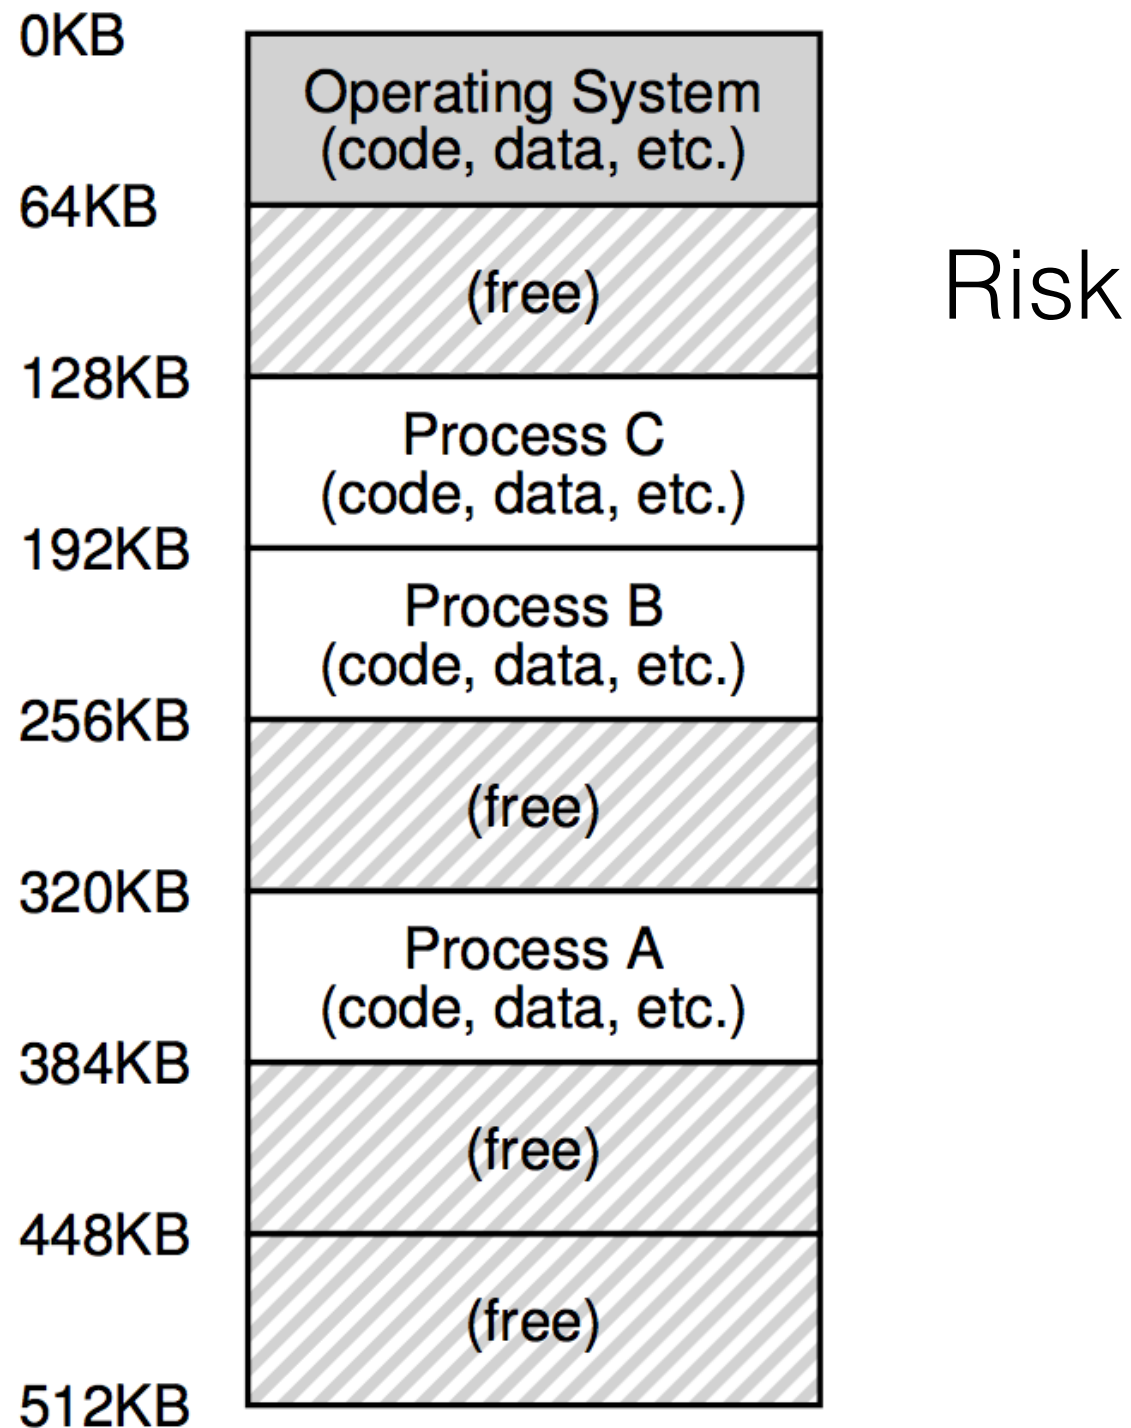 0KB
Operating System
(code, data, etc.)
64KB
(free)
Risk
128KB
Process C
(code, data, etc.)
192KB
Process B
(code, data, etc.)
256KB
(free)
320KB
Process A
(code, data, etc.)
384KB
(free)
448KB
(free)
512KB